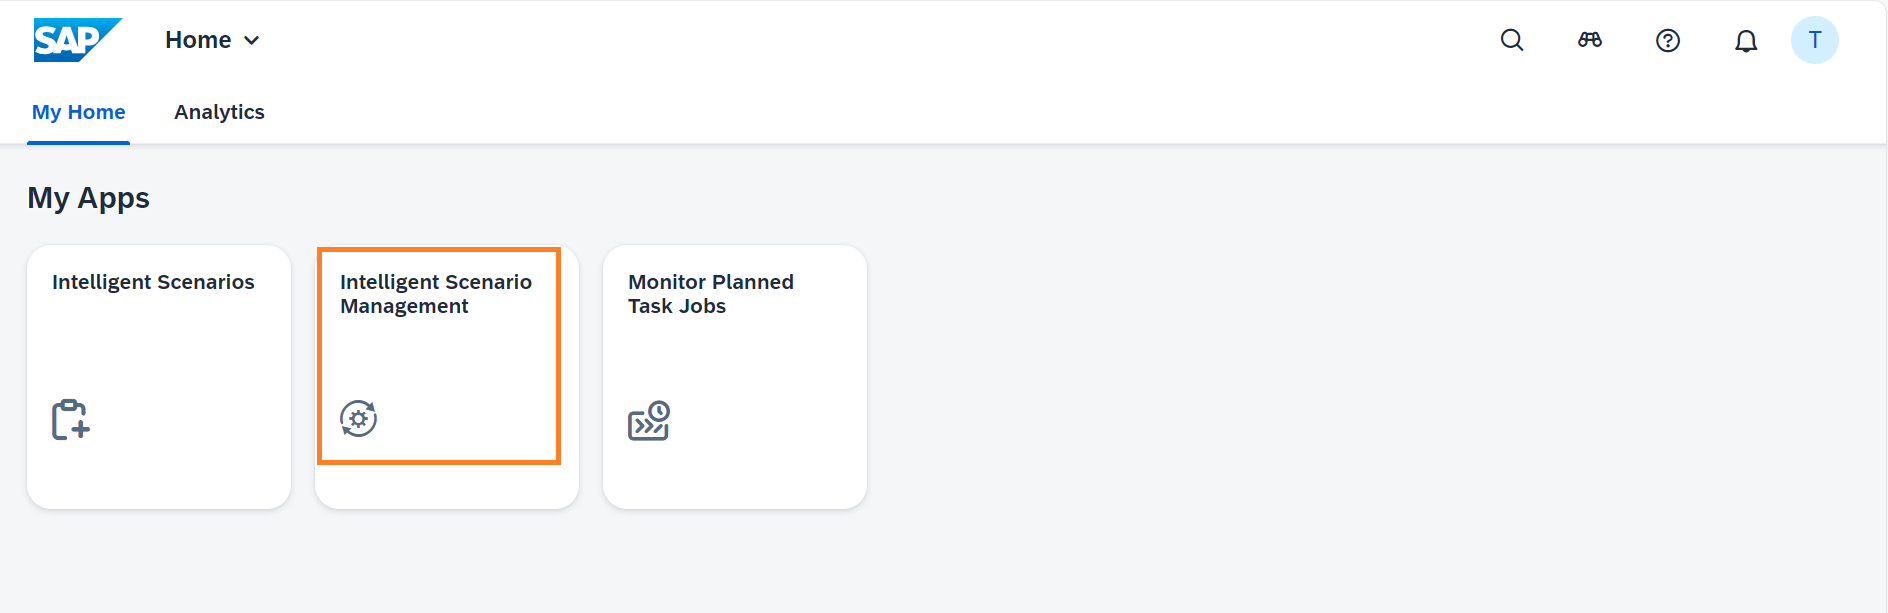 SAP Home
T
My Home Analytics
My Apps
Intelligent Scenarios
Intelligent Scenario
Management
Monitor Planned
Task Jobs